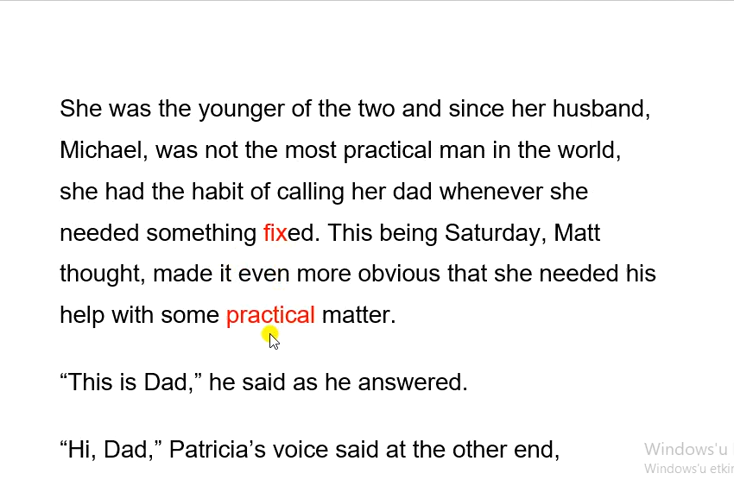 She was the younger of the two and since her husband,
Michael, was not the most practical man in the world,
she had the habit of calling her dad whenever she
needed something fixed. This being Saturday, Matt
thought, made it even more obvious that she needed his
help with some practical matter.
“This is Dad,” he said as he answered.
“Hi, Dad,” Patricia’s voice said at the other end,
Windows'u
Windows'u etkin